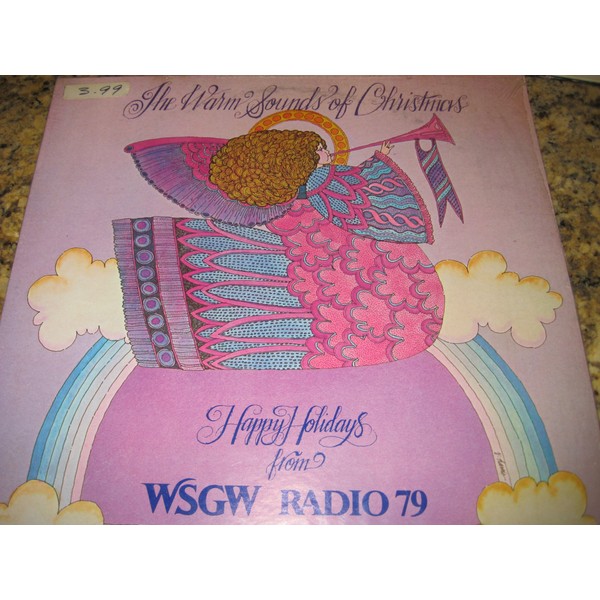 3.99
The Warm Sounds of Christmas
Happy Holidays
from
WSGW RADIO 79